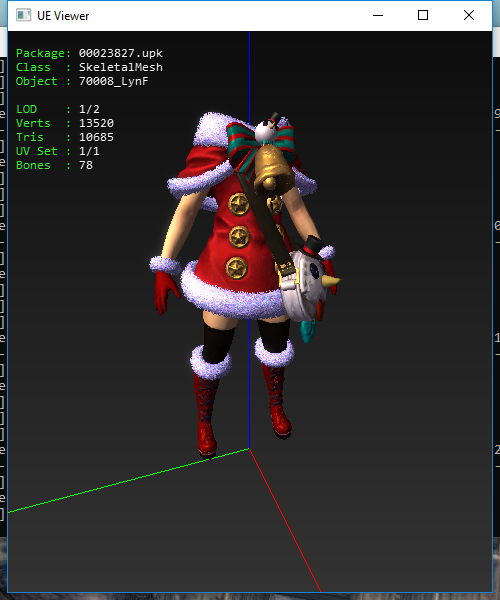 UE Viewer
Package: 00023827.upk
Class : SkeletalMesh
Object : 70008_LynF
LOD : 1/2
Verts : 13520
Tris : 10685
UV Set : 1/1
Bones : 78